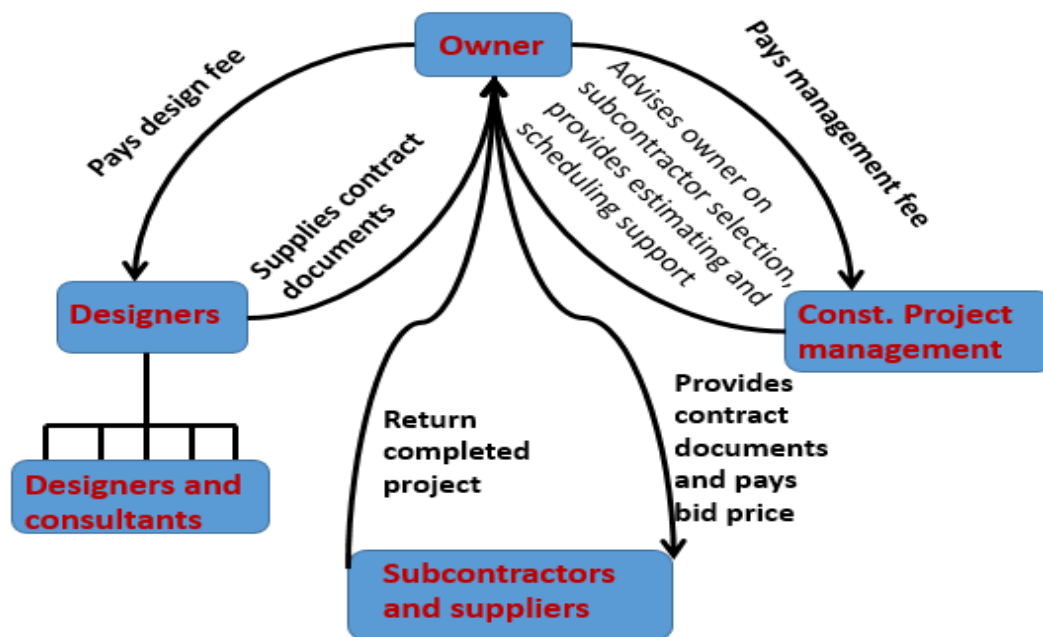 Owner
Pays design fee
Supplies contract
documents
Advises owner on
subcontractor selection,
provides estimating and
scheduling support
Pays management fee
Designers
Const. Project
management
Designers and
consultants
Return
completed
project
Provides
contract
documents
and pays
bid price
Subcontractors
and suppliers